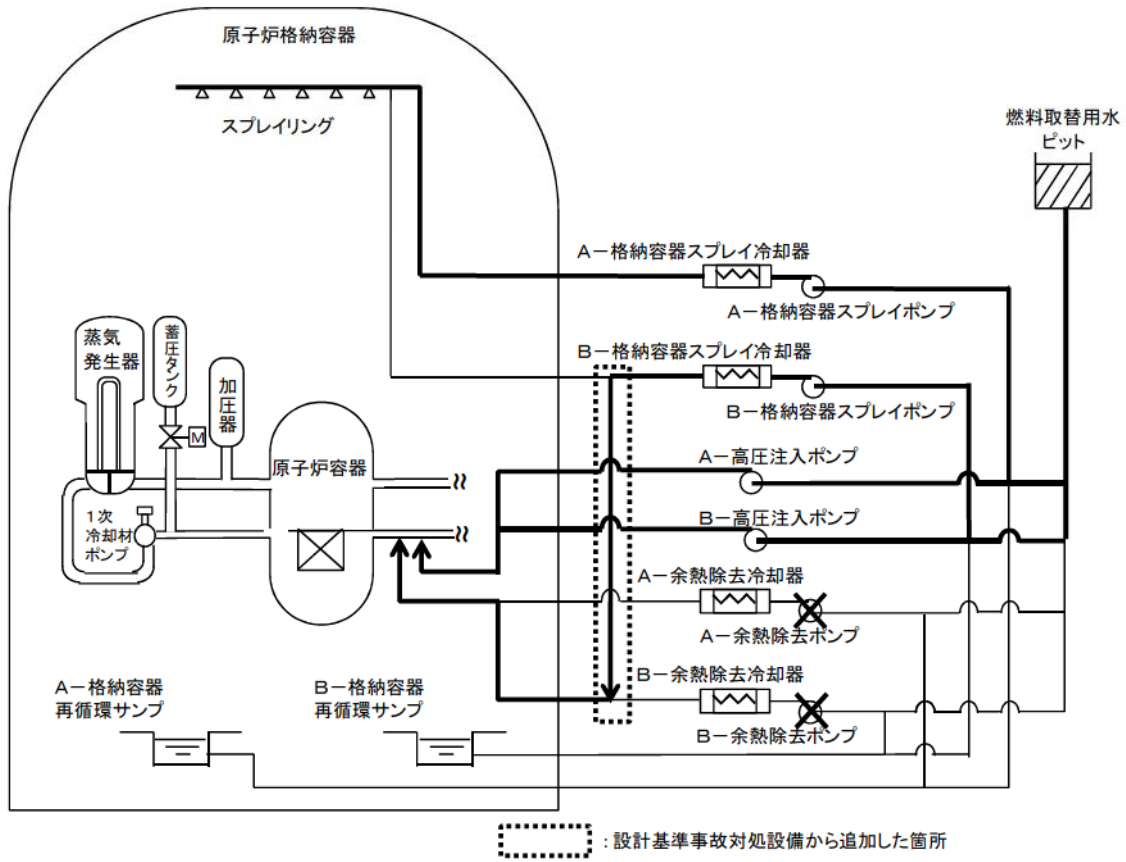 原子炉格納容器
スプレイリング
燃料取替用水
ピット
A-格納容器スプレイ冷却器
A-格納容器スプレイポンプ
B-格納容器スプレイ冷却器
B-格納容器スプレイポンプ
蒸気
発生器
蓄圧タンク
M
加圧器
原子炉容器
1次
冷却材
ポンプ
A-高圧注入ポンプ
B-高圧注入ポンプ
A-余熱除去冷却器
A-余熱除去ポンプ
B-余熱除去冷却器
B-余熱除去ポンプ
A-格納容器
再循環サンプ
B-格納容器
再循環サンプ
:設計基準事故対処設備から追加した箇所